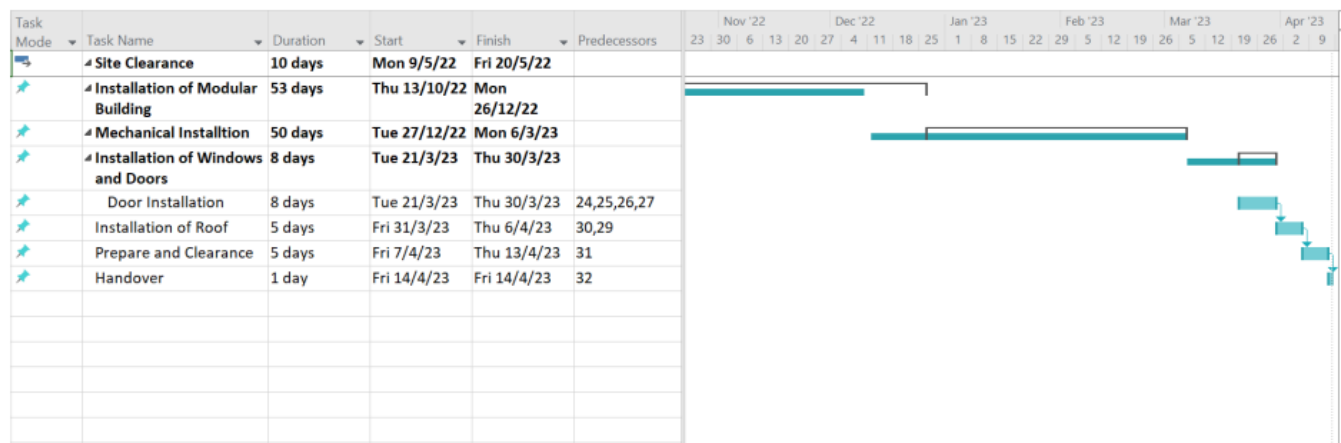 Task Mode Task Name Duration Start Finish Predecessors
Nov '22 Dec '22 Jan '23 Feb '23 Mar '23 Apr '23
23 30 6 13 20 27 4 11 18 25 1 8 15 22 29 5 12 19 26 5 12 19 26 2 9
Site Clearance 10 days Mon 9/5/22 Fri 20/5/22
Installation of Modular 53 days Thu 13/10/22 Mon
Building 26/12/22
Mechanical Installtion 50 days Tue 27/12/22 Mon 6/3/23
Installation of Windows 8 days Tue 21/3/23 Thu 30/3/23
and Doors
Door Installation 8 days Tue 21/3/23 Thu 30/3/23 24,25,26,27
Installation of Roof 5 days Fri 31/3/23 Thu 6/4/23 30,29
Prepare and Clearance 5 days Fri 7/4/23 Thu 13/4/23 31
Handover 1 day Fri 14/4/23 Fri 14/4/23 32